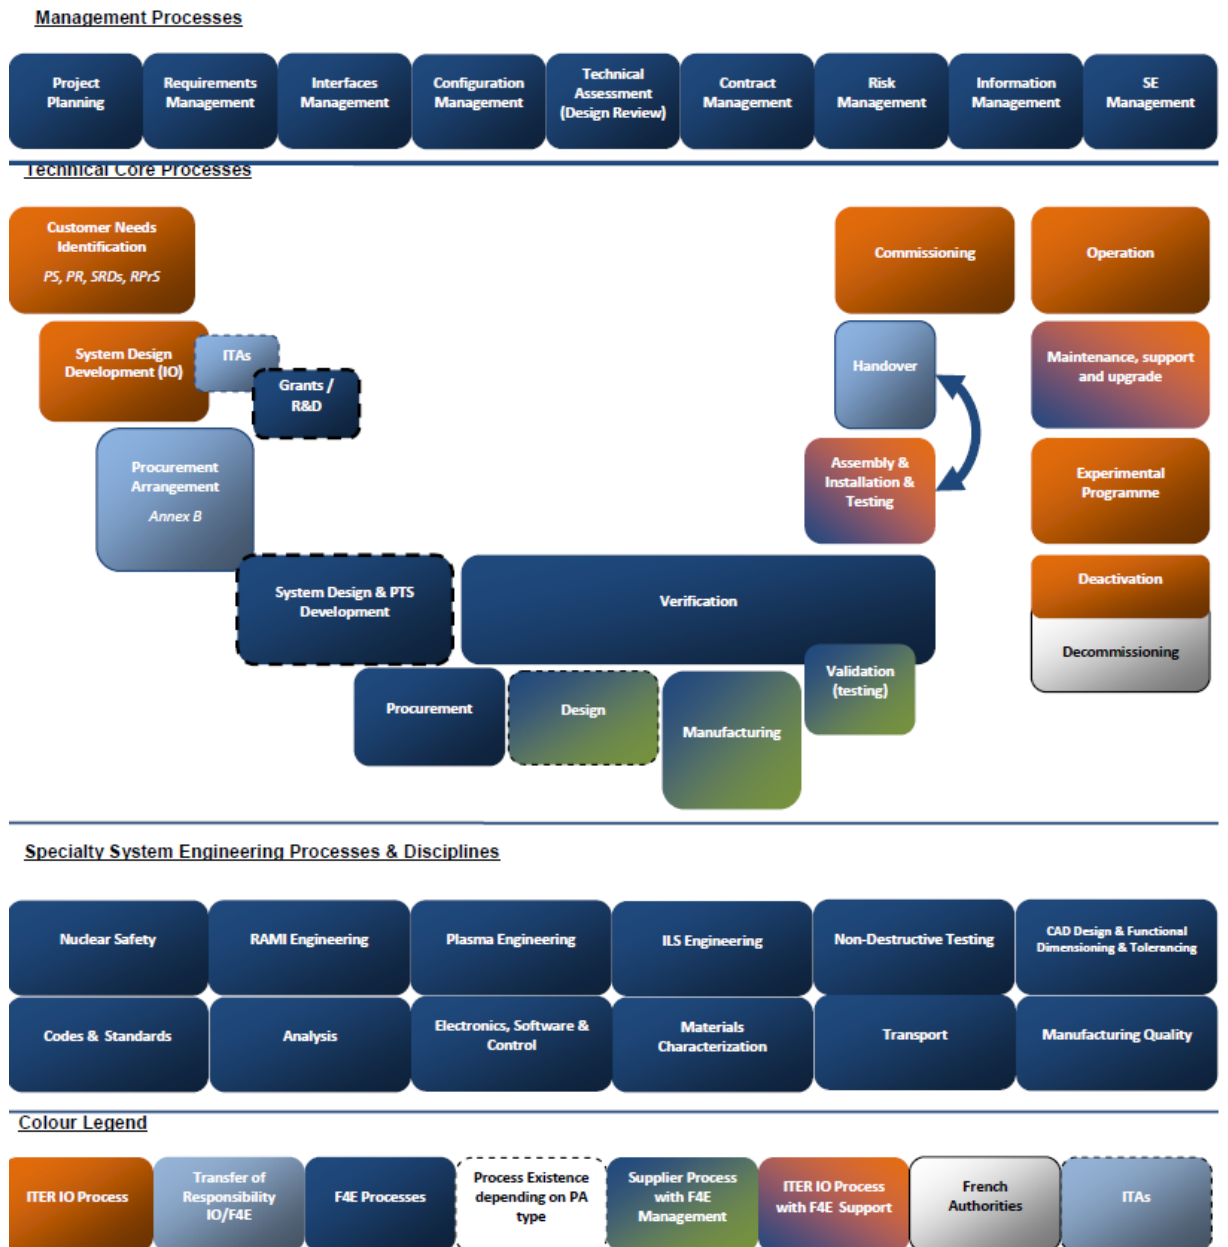 Management Processes
Project
Planning
Requirements
Management
Interfaces
Management
Configuration
Management
Technical
Assessment
(Design Review)
Contract
Management
Risk
Management
Information
Management
SE
Management
Technical Core Processes
Customer Needs
Identification
PS, PR, SRDs, RPrS
Commissioning
Operation
System Design
Development (IO)
ITAs
Grants /
R&D
Handover
Maintenance, support
and upgrade
Procurement
Arrangement
Annex B
Assembly &
Installation &
Testing
Experimental
Programme
System Design & PTS
Development
Verification
Deactivation
Decommissioning
Procurement
Design
Manufacturing
Validation
(testing)
Specialty System Engineering Processes & Disciplines
Nuclear Safety
RAMI Engineering
Plasma Engineering
ILS Engineering
Non-Destructive Testing
CAD Design & Functional
Dimensioning & Tolerancing
Codes & Standards
Analysis
Electronics, Software &
Control
Materials
Characterization
Transport
Manufacturing Quality
Colour Legend
ITER IO Process
Transfer of
Responsibility
IO/F4E
F4E Processes
Process Existence
depending on PA
type
Supplier Process
with F4E
Management
ITER IO Process
with F4E Support
French
Authorities
ITAs